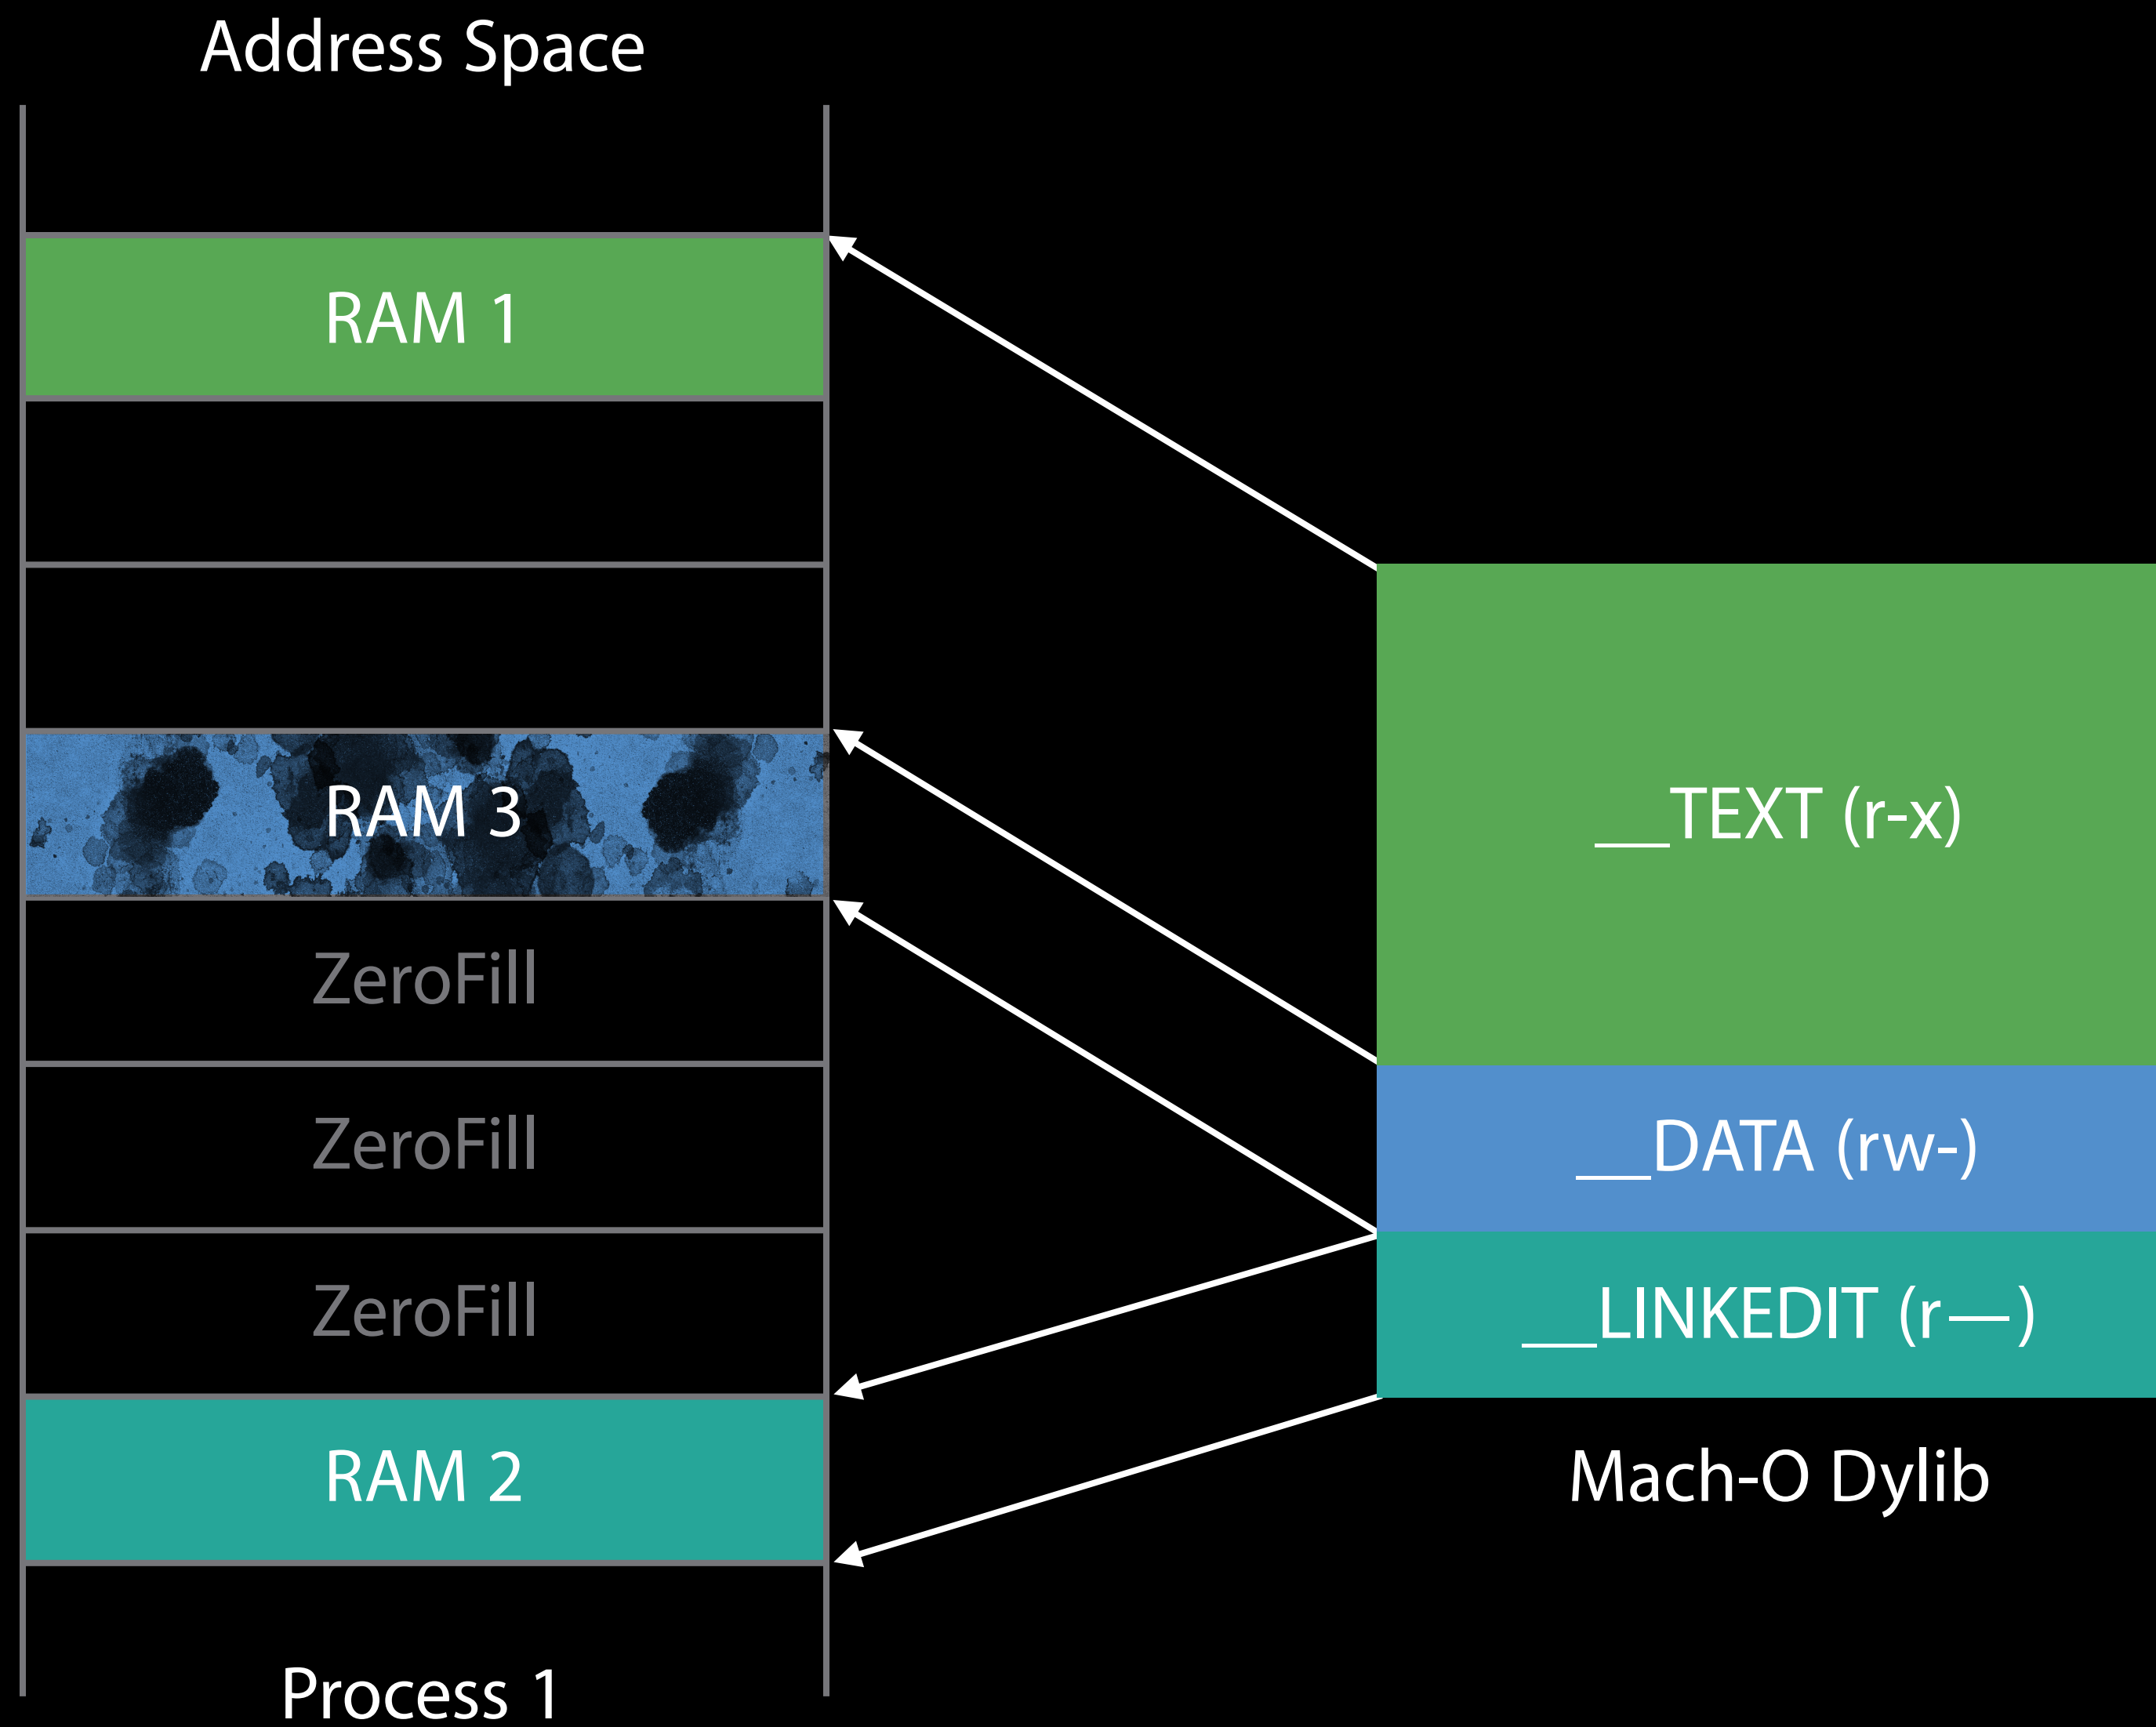 Address Space
RAM 1
RAM 3
ZeroFill
ZeroFill
ZeroFill
RAM 2
Process 1
__TEXT (r-x)
__DATA (rw-)
__LINKEDIT (r—)
Mach-O Dylib